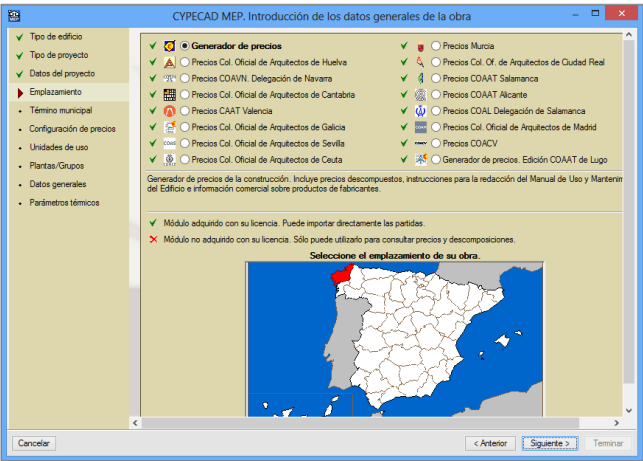 CYPECAD MEP. Introducción de los datos generales de la obra
Tipo de edificio
Tipo de proyecto
Datos del proyecto
Emplazamiento
Término municipal
Configuración de precios
Unidades de uso
Plantas/Grupos
Datos generales
Parámetros térmicos
Generador de precios
Precios Col. Oficial de Arquitectos de Huelva
Precios COAVN. Delegación de Navarra
Precios Col. Oficial de Arquitectos de Cantabria
Precios CAAT Valencia
Precios Col. Oficial de Arquitectos de Galicia
Precios Col. Oficial de Arquitectos de Sevilla
Precios Col. Oficial de Arquitectos de Ceuta
Precios Murcia
Precios Col. Of. de Arquitectos de Ciudad Real
Precios COAAT Salamanca
Precios COAAT Alicante
Precios COAL Delegación de Salamanca
Precios Col. Oficial de Arquitectos de Madrid
Precios COACV
Generador de precios. Edición COAAT de Lugo
Generador de precios de la construcción. Incluye precios descompuestos, instrucciones para la redacción del Manual de Uso y Mantenim
del Edificio e información comercial sobre productos de fabricantes.
Módulo adquirido con su licencia. Puede importar directamente las partidas.
Módulo no adquirido con su licencia. Sólo puede utilizarlo para consultar precios y descomposiciones.
Seleccione el emplazamiento de su obra.
Cancelar
< Anterior
Siguiente >
Terminar